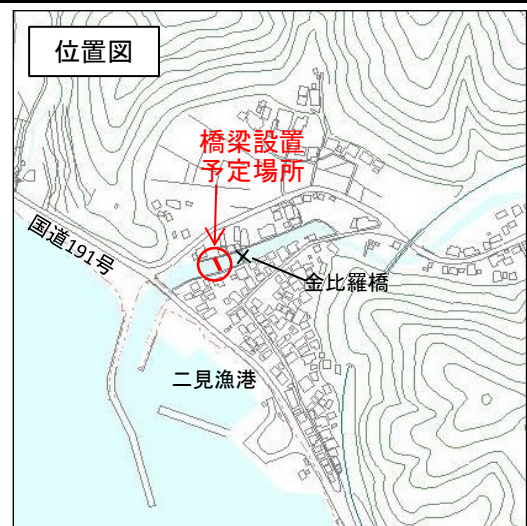 位置図
橋梁設置
予定場所
国道191号
金比羅橋
二見漁港